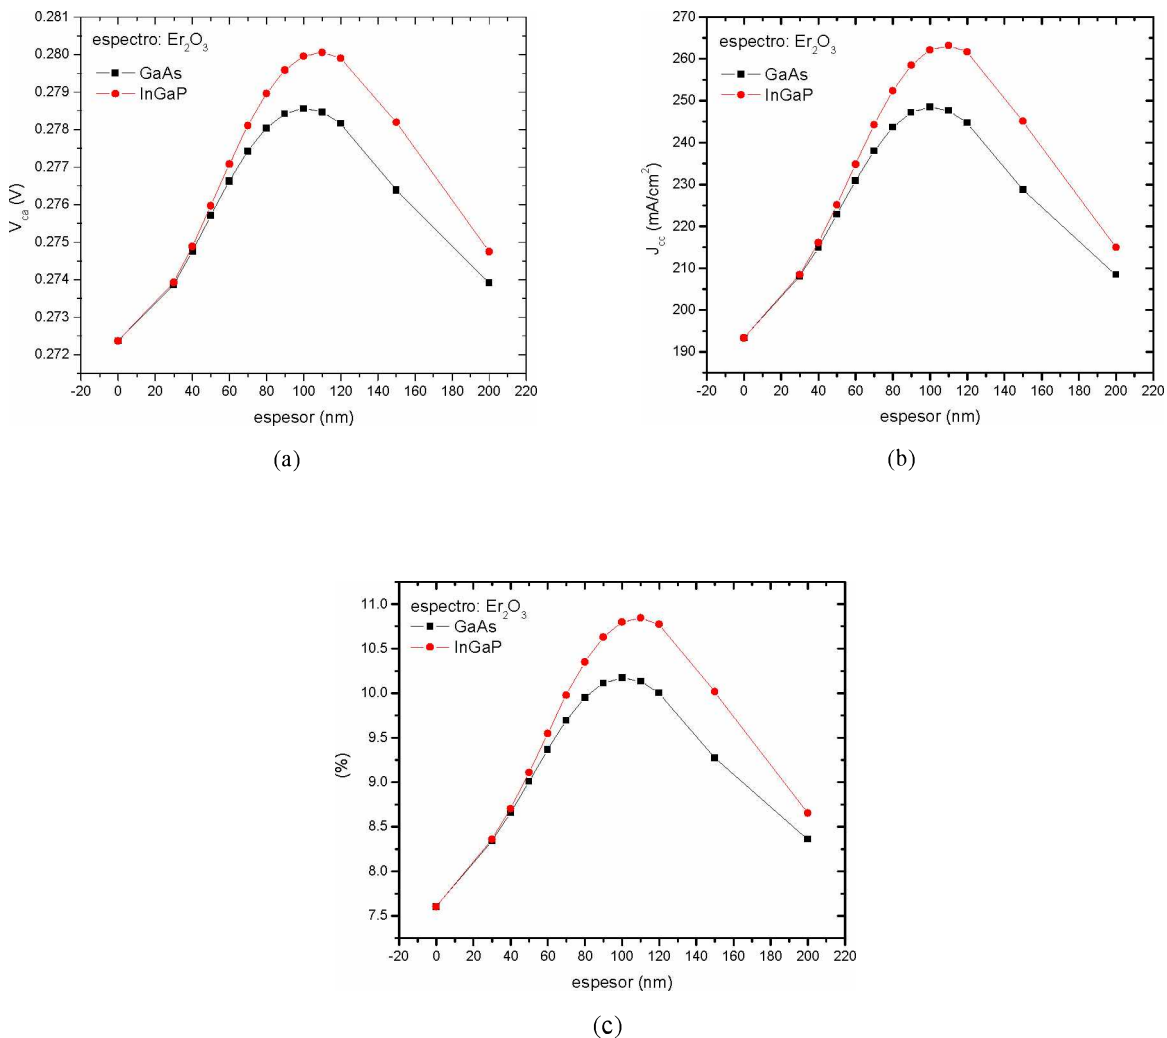 espectro: Er2O3
GaAs
InGaP
0.281
0.280
0.279
0.278
0.277
0.276
0.275
0.274
0.273
0.272
Vca (V)
-20 0 20 40 60 80 100 120 140 160 180 200 220
espesor (nm)
(a)
espectro: Er2O3
GaAs
InGaP
270
260
250
240
230
220
210
200
190
Jcc (mA/cm2)
-20 0 20 40 60 80 100 120 140 160 180 200 220
espesor (nm)
(b)
espectro: Er2O3
GaAs
InGaP
11.0
10.5
10.0
9.5
9.0
8.5
8.0
7.5
(%)
-20 0 20 40 60 80 100 120 140 160 180 200 220
espesor (nm)
(c)